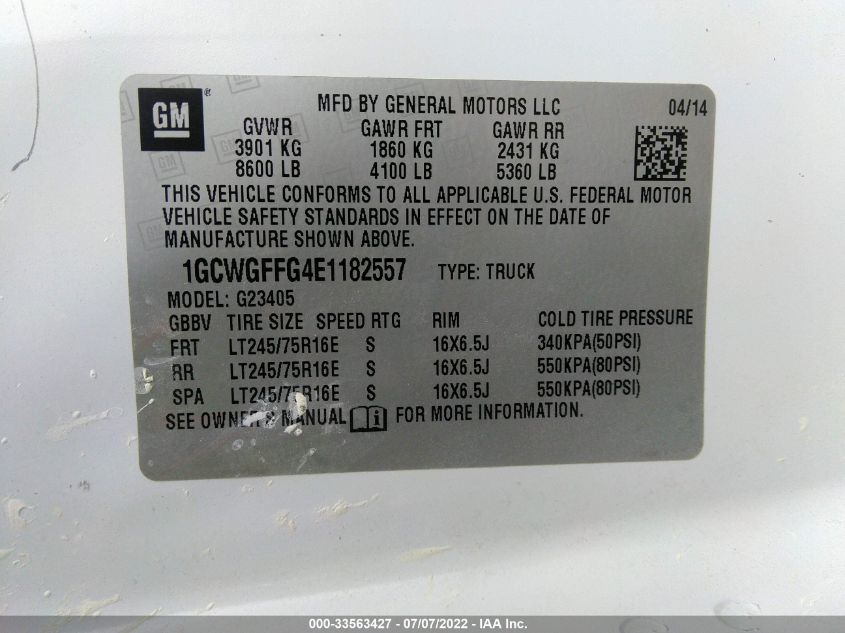 GM ®
MFD BY GENERAL MOTORS LLC 04/14
GVWR GAWR FRT GAWR RR
3901 KG 1860 KG 2431 KG
8600 LB 4100 LB 5360 LB
THIS VEHICLE CONFORMS TO ALL APPLICABLE U.S. FEDERAL MOTOR
VEHICLE SAFETY STANDARDS IN EFFECT ON THE DATE OF
MANUFACTURE SHOWN ABOVE.
1GCWGFFG4E1182557 TYPE: TRUCK
MODEL: G23405
GBBV TIRE SIZE SPEED RTG RIM COLD TIRE PRESSURE
FRT LT245/75R16E S 16X6.5J 340KPA(50PSI)
RR LT245/75R16E S 16X6.5J 550KPA(80PSI)
SPA LT245/75R16E S 16X6.5J 550KPA(80PSI)
SEE OWNER'S MANUAL i FOR MORE INFORMATION.
000-33563427 - 07/07/2022 - IAA Inc.